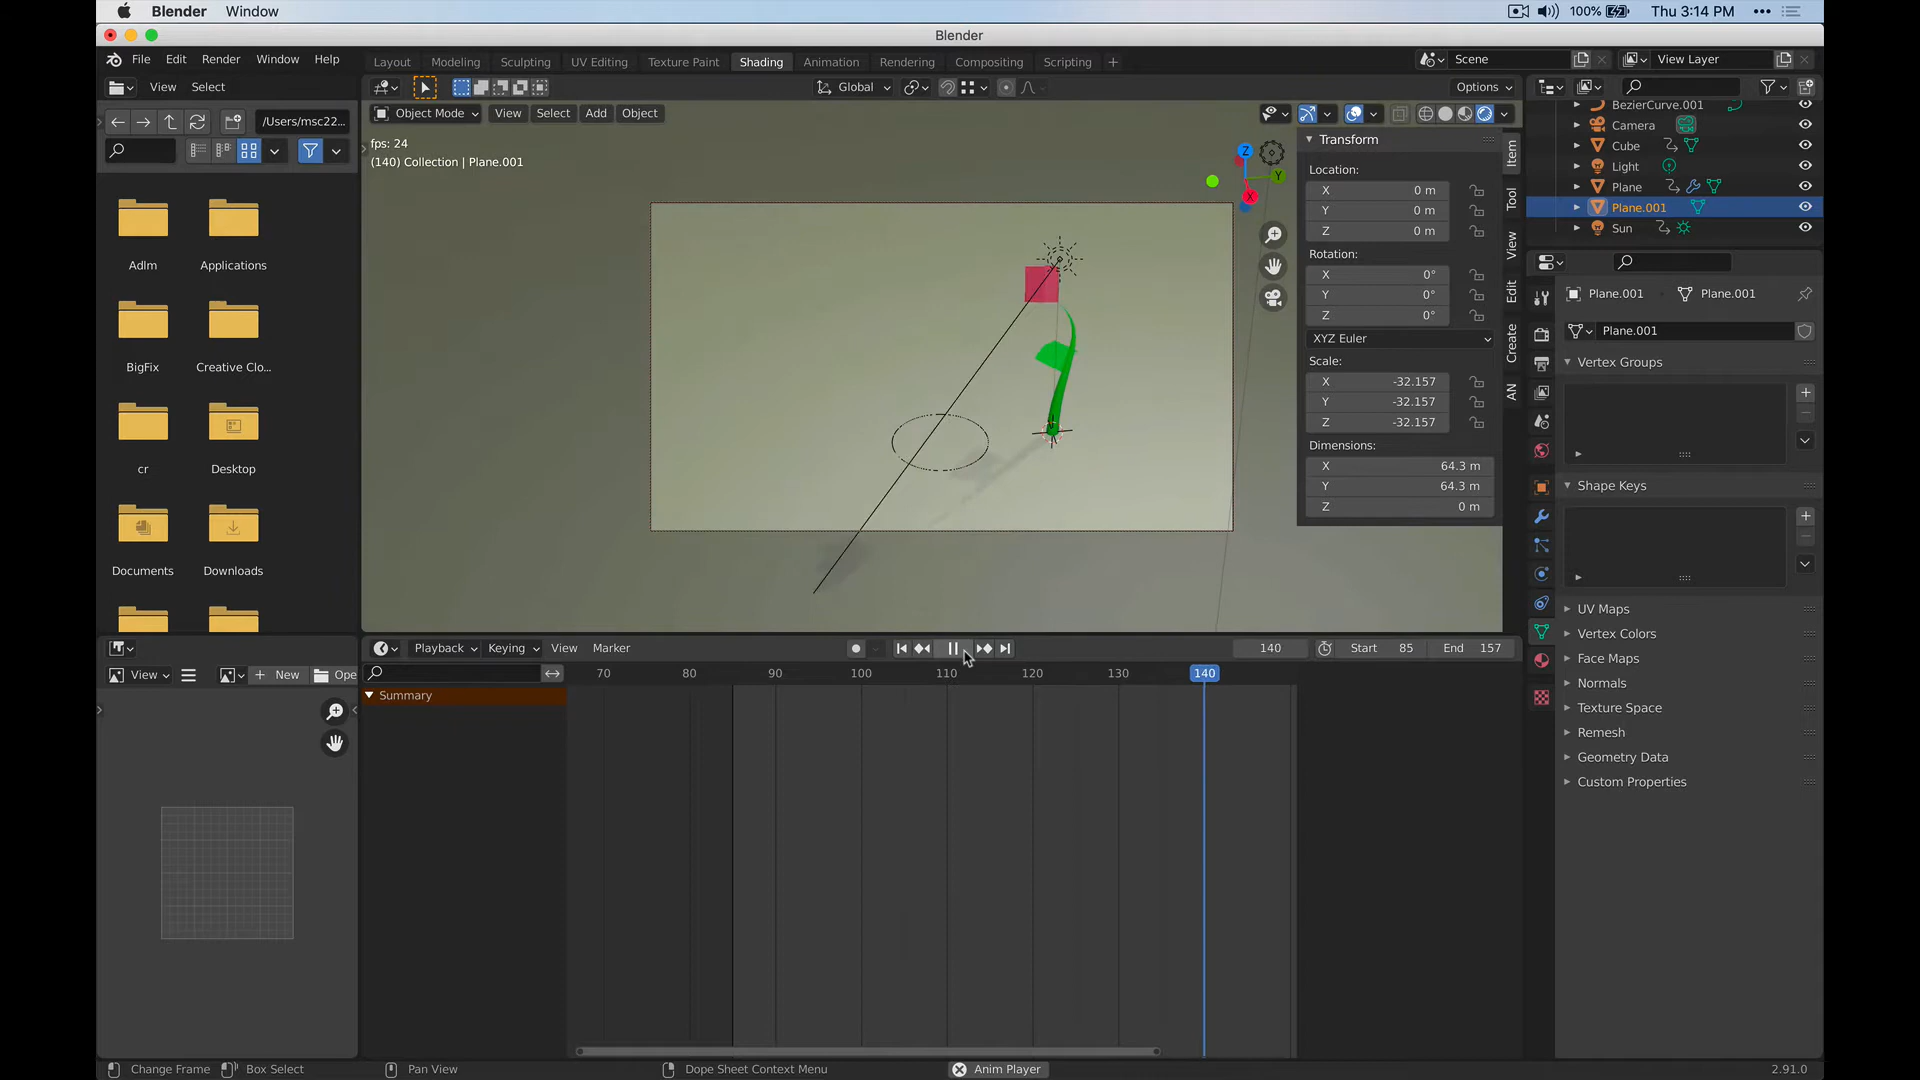 Blender Window 100% Thu 3:14 PM
Blender
File Edit Render Window Help Layout Modeling Sculpting UV Editing Texture Paint Shading Animation Rendering Compositing Scripting + Scene View Layer
View Select Global Options
Object Mode View Select Add Object
/Users/msc22...
fps: 24
(140) Collection | Plane.001
Adlm Applications
BigFix Creative Clo...
cr Desktop
Documents Downloads
Z Y X
Transform
Location:
X 0 m
Y 0 m
Z 0 m
Rotation:
X 0°
Y 0°
Z 0°
XYZ Euler
Scale:
X -32.157
Y -32.157
Z -32.157
Dimensions:
X 64.3 m
Y 64.3 m
Z 0 m
Item
Tool
View
Edit
Create
AN
BezierCurve.001
Camera
Cube
Light
Plane
Plane.001
Sun
Plane.001 Plane.001
Plane.001
Vertex Groups
Shape Keys
UV Maps
Vertex Colors
Face Maps
Normals
Texture Space
Remesh
Geometry Data
Custom Properties
Playback Keying View Marker 140 Start 85 End 157
View New Ope
70 80 90 100 110 120 130 140
Summary
Change Frame Box Select Pan View Dope Sheet Context Menu Anim Player 2.91.0